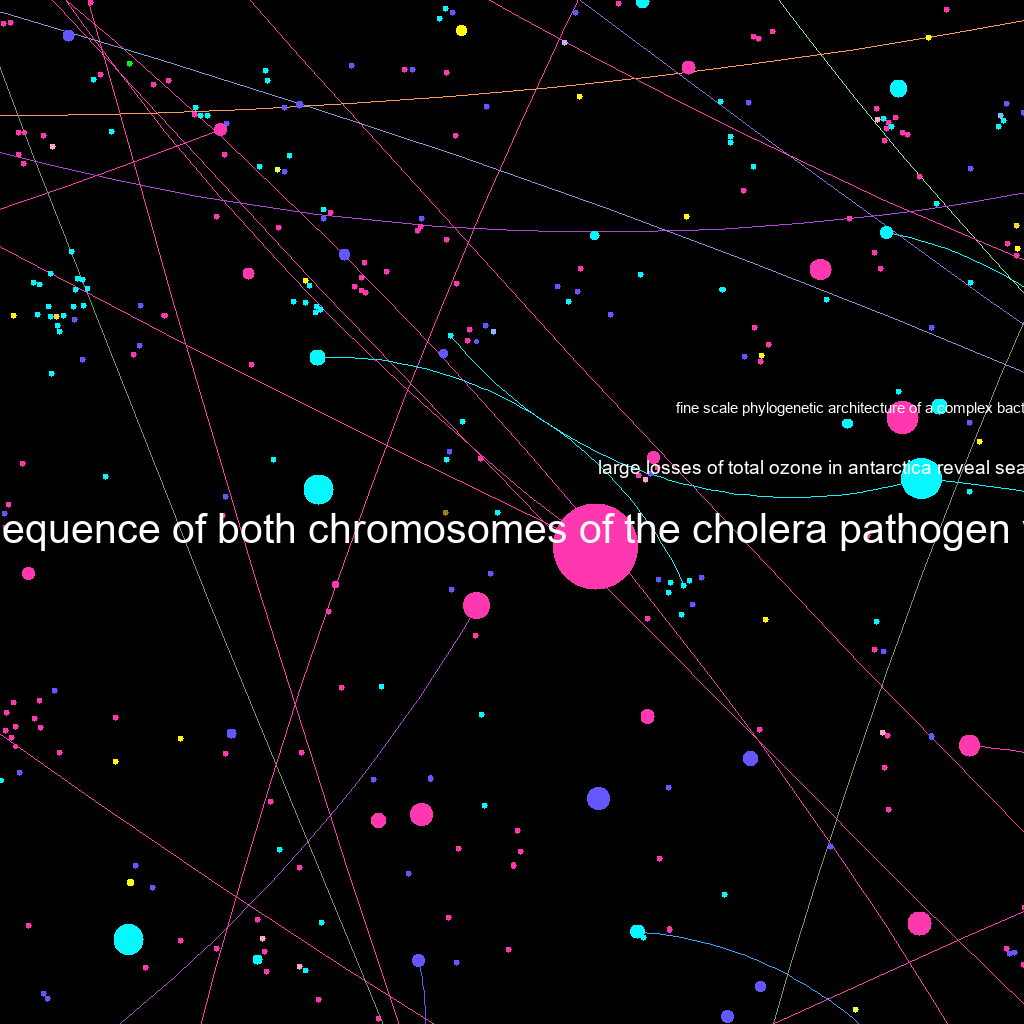 fine scale phylogenetic architecture of a complex bact
large losses of total ozone in antarctica reveal sea
equence of both chromosomes of the cholera pathogen v